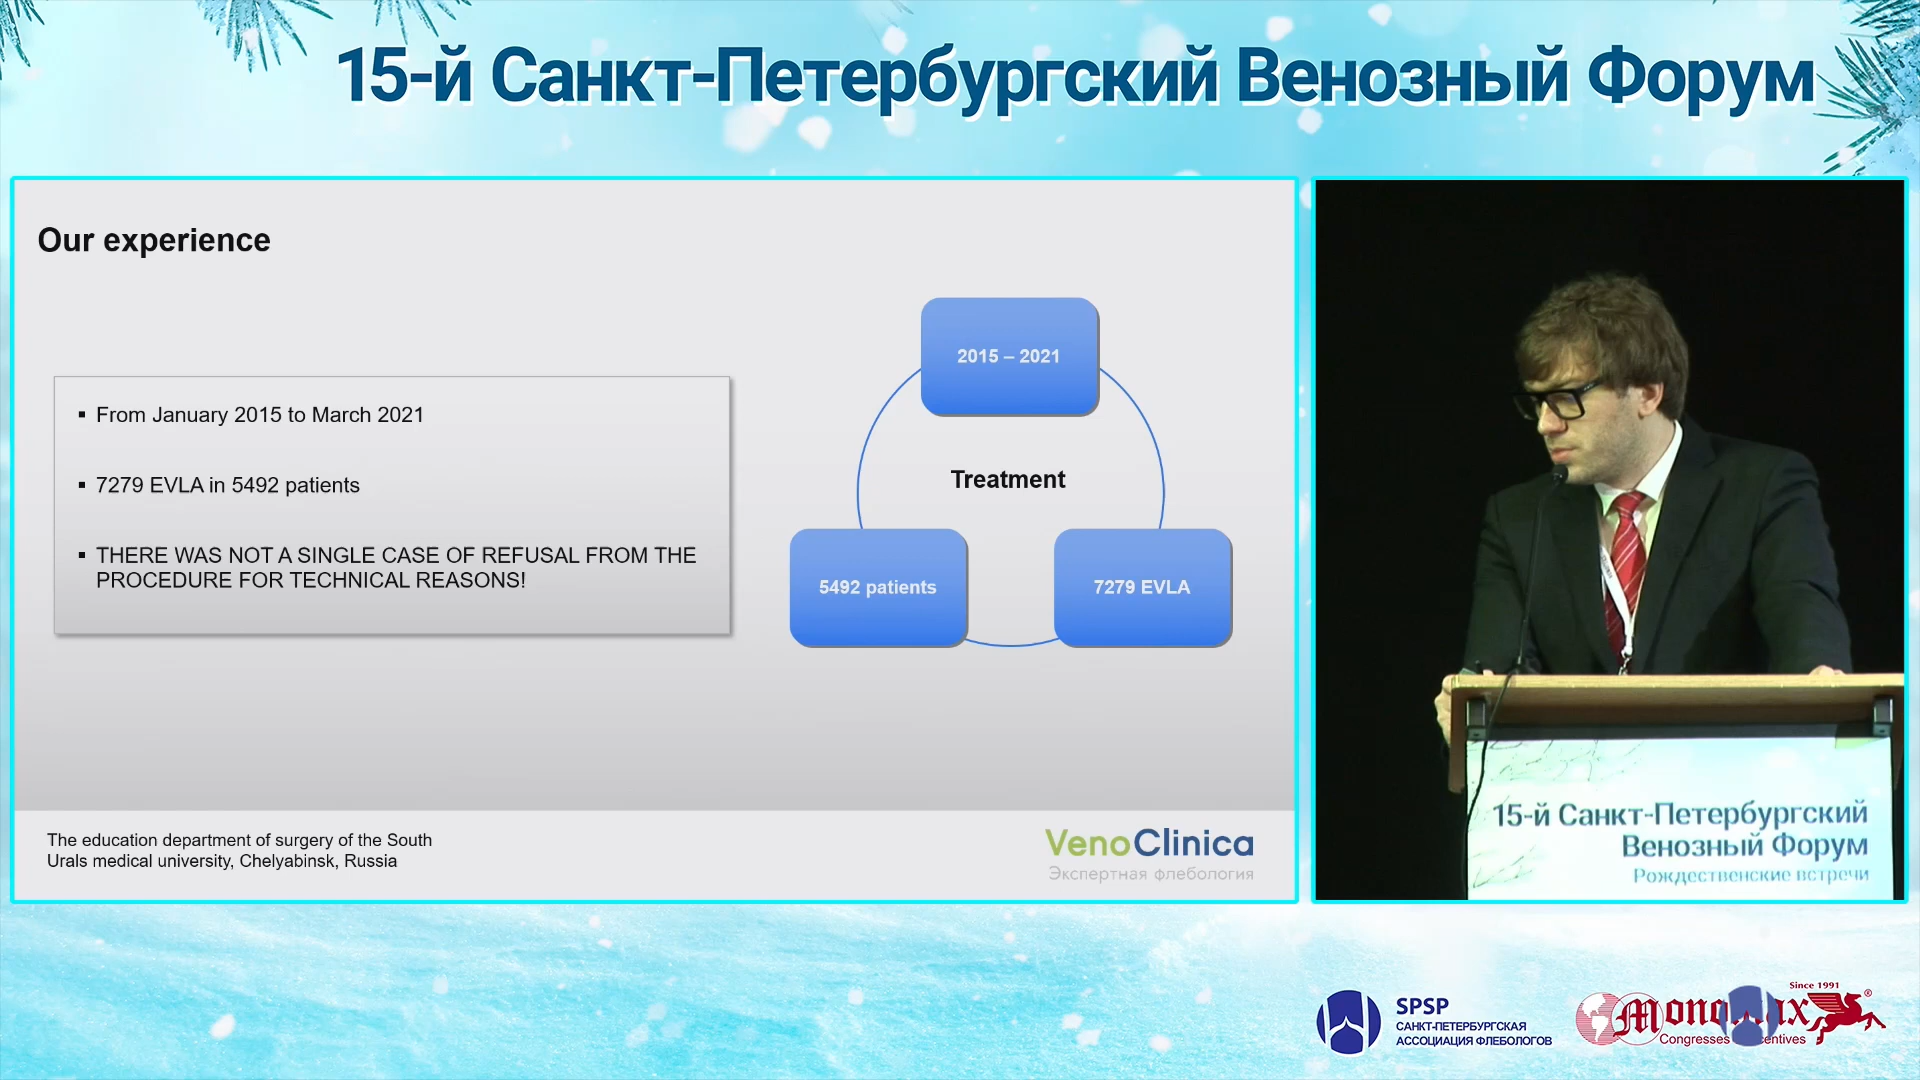 15-й Санкт-Петербургский Венозный Форум
Our experience
▪ From January 2015 to March 2021
▪ 7279 EVLA in 5492 patients
▪ THERE WAS NOT A SINGLE CASE OF REFUSAL FROM THE
PROCEDURE FOR TECHNICAL REASONS!
2015 – 2021
Treatment
5492 patients
7279 EVLA
The education department of surgery of the South
Urals medical university, Chelyabinsk, Russia
VenoClinica
Экспертная флебология
15-й Санкт-Петербургский
Венозный Форум
Рождественские встречи
SPSP
САНКТ-ПЕТЕРБУРГСКАЯ
АССОЦИАЦИЯ ФЛЕБОЛОГОВ
Since 1991
®
Congresses